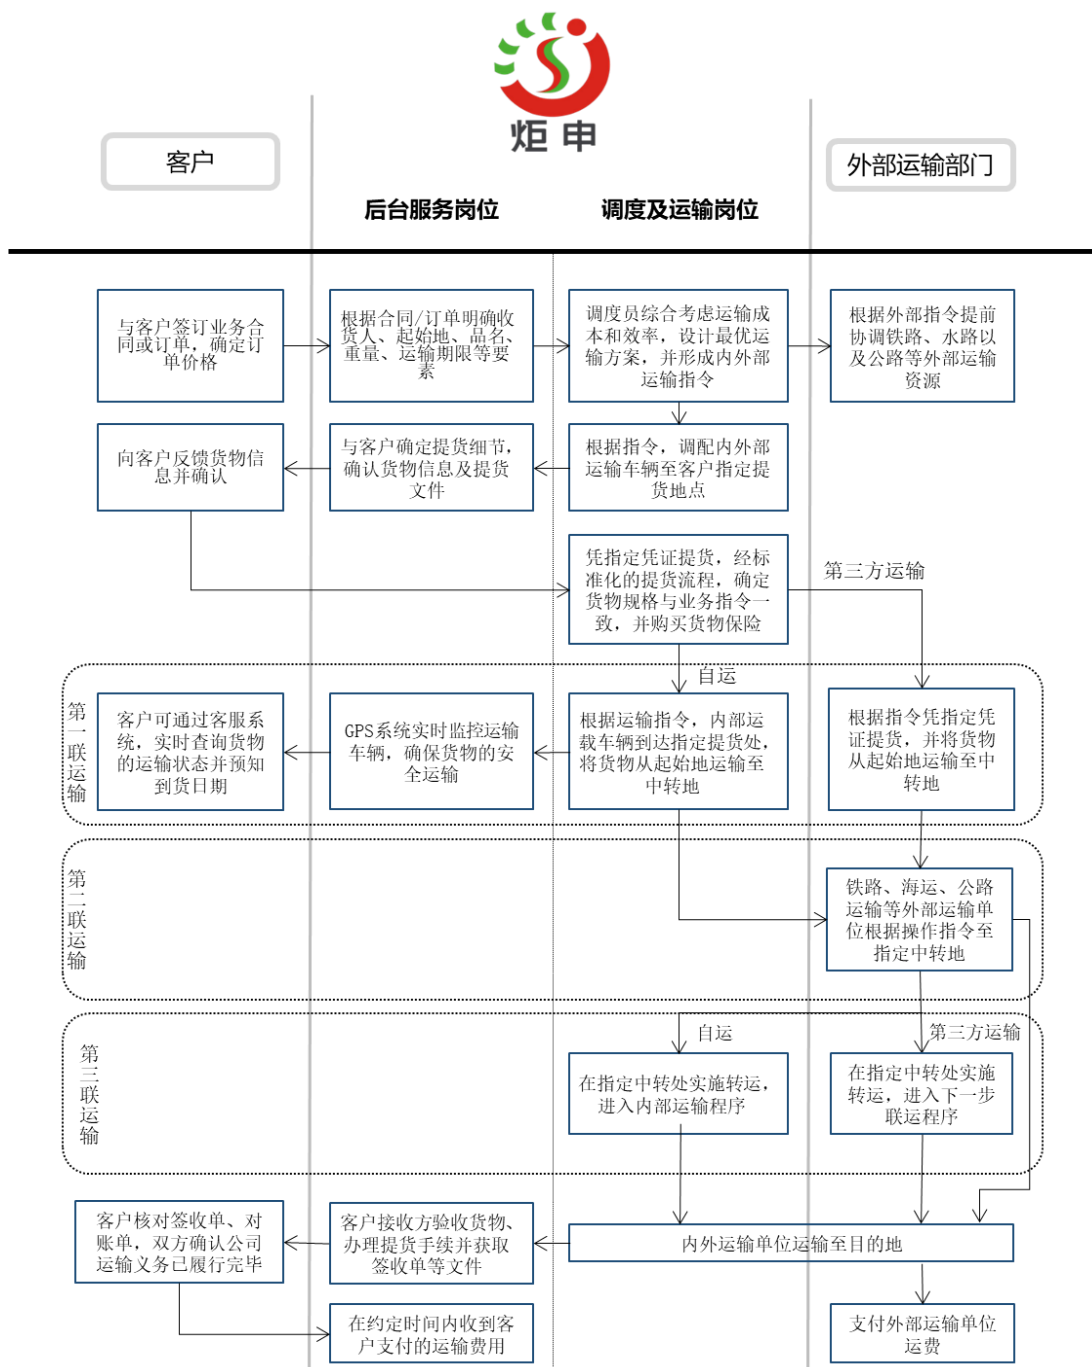 炬申
客户
外部运输部门
后台服务岗位
调度及运输岗位
与客户签订业务合
同或订单，确定订
单价格
根据合同/订单明确收
货人、起始地、品名、
重量、运输期限等要
素
调度员综合考虑运输成
本和效率，设计最优运
输方案，并形成内外部
运输指令
根据外部指令提前
协调铁路、水路以
及公路等外部运输
资源
向客户反馈货物信
息并确认
与客户确定提货细节，
确认货物信息及提货
文件
根据指令，调配内外部
运输车辆至客户指定提
货地点
凭指定凭证提货，经标
准化的提货流程，确定
货物规格与业务指令一
致，并购买货物保险
第三方运输
自运
第一联运输
客户可通过客服系
统，实时查询货物
的运输状态并预知
到货日期
GPS系统实时监控运输
车辆，确保货物的安
全运输
根据运输指令，内部运
载车辆到达指定提货处，
将货物从起始地运输至
中转地
根据指令凭指定凭
证提货，并将货物
从起始地运输至中
转地
第二联运输
铁路、海运、公路
运输等外部运输单
位根据操作指令至
指定中转地
第三联运输
自运
第三方运输
在指定中转处实施转运，
进入内部运输程序
在指定中转处实施
转运，进入下一步
联运程序
客户核对签收单、对
账单，双方确认公司
运输义务已履行完毕
客户接收方验收货物、
办理提货手续并获取
签收单等文件
内外运输单位运输至目的地
在约定时间内收到客
户支付的运输费用
支付外部运输单位
运费